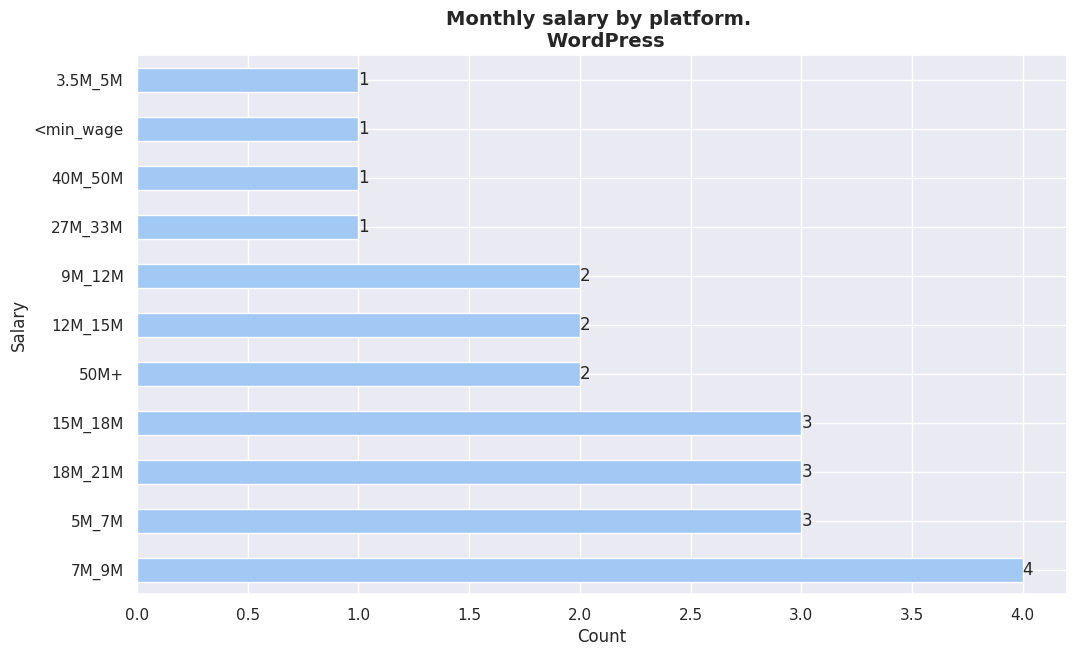 Monthly salary by platform.
WordPress
Salary
3.5M_5M 1
<min_wage 1
40M_50M 1
27M_33M 1
9M_12M 2
12M_15M 2
50M+ 2
15M_18M 3
18M_21M 3
5M_7M 3
7M_9M 4
0.0 0.5 1.0 1.5 2.0 2.5 3.0 3.5 4.0
Count